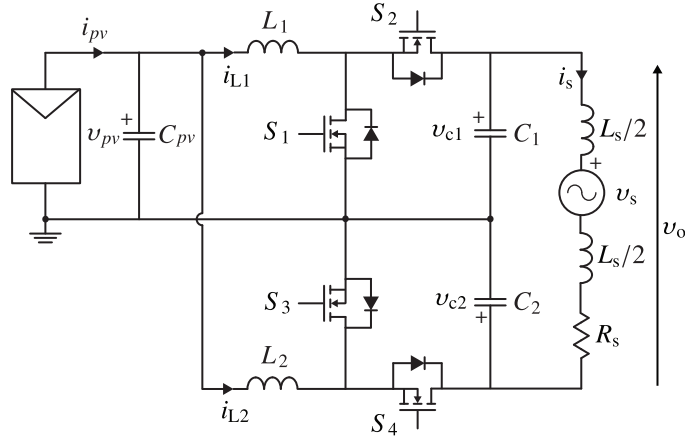 i_pv
L_1
S_2
i_L1
i_s
+
υ_pv
C_pv
S_1
+
υ_c1
C_1
L_s/2
+
υ_s
υ_o
L_s/2
S_3
υ_c2
+
C_2
R_s
L_2
i_L2
S_4